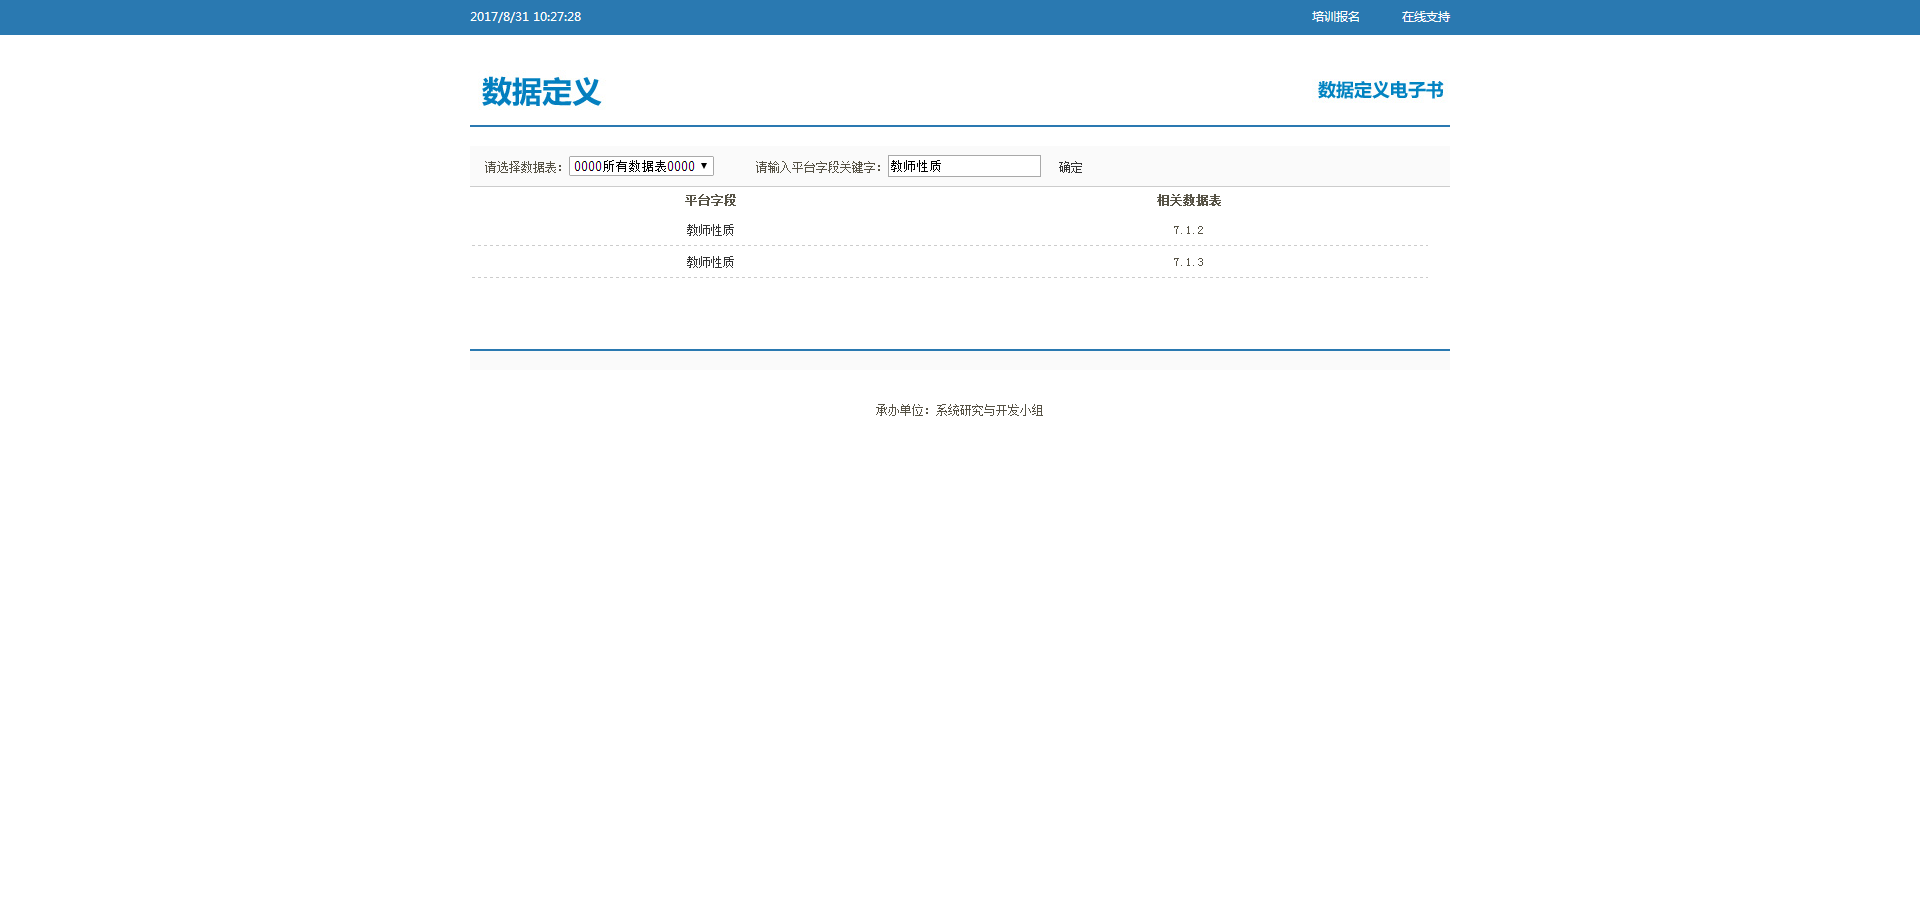 2017/8/31 10:27:28 培训报名 在线支持
数据定义 数据定义电子书
请选择数据表： 0000所有数据表0000 请输入平台字段关键字： 教师性质 确定
平台字段 相关数据表
教师性质 7.1.2
教师性质 7.1.3
承办单位：系统研究与开发小组